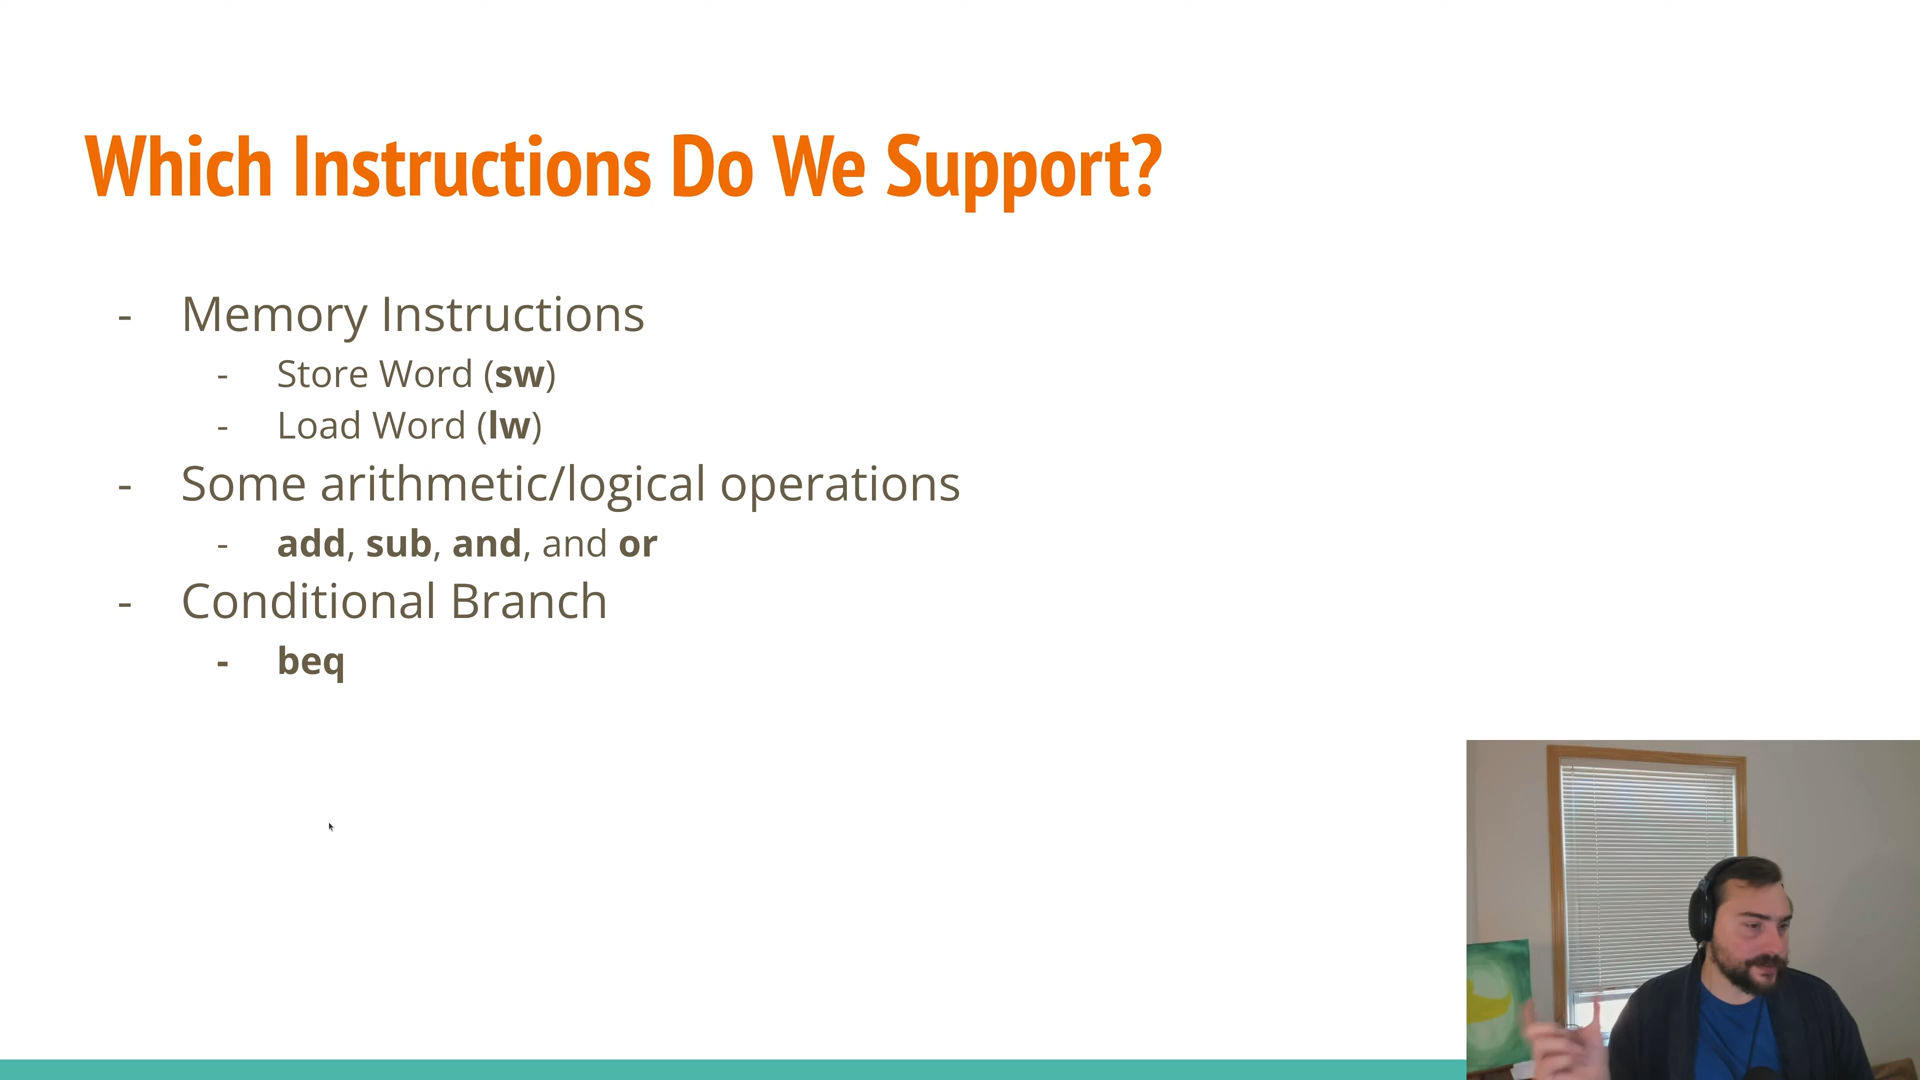 Which Instructions Do We Support?
- Memory Instructions
- Store Word (sw)
- Load Word (lw)
- Some arithmetic/logical operations
- add, sub, and, and or
- Conditional Branch
- beq